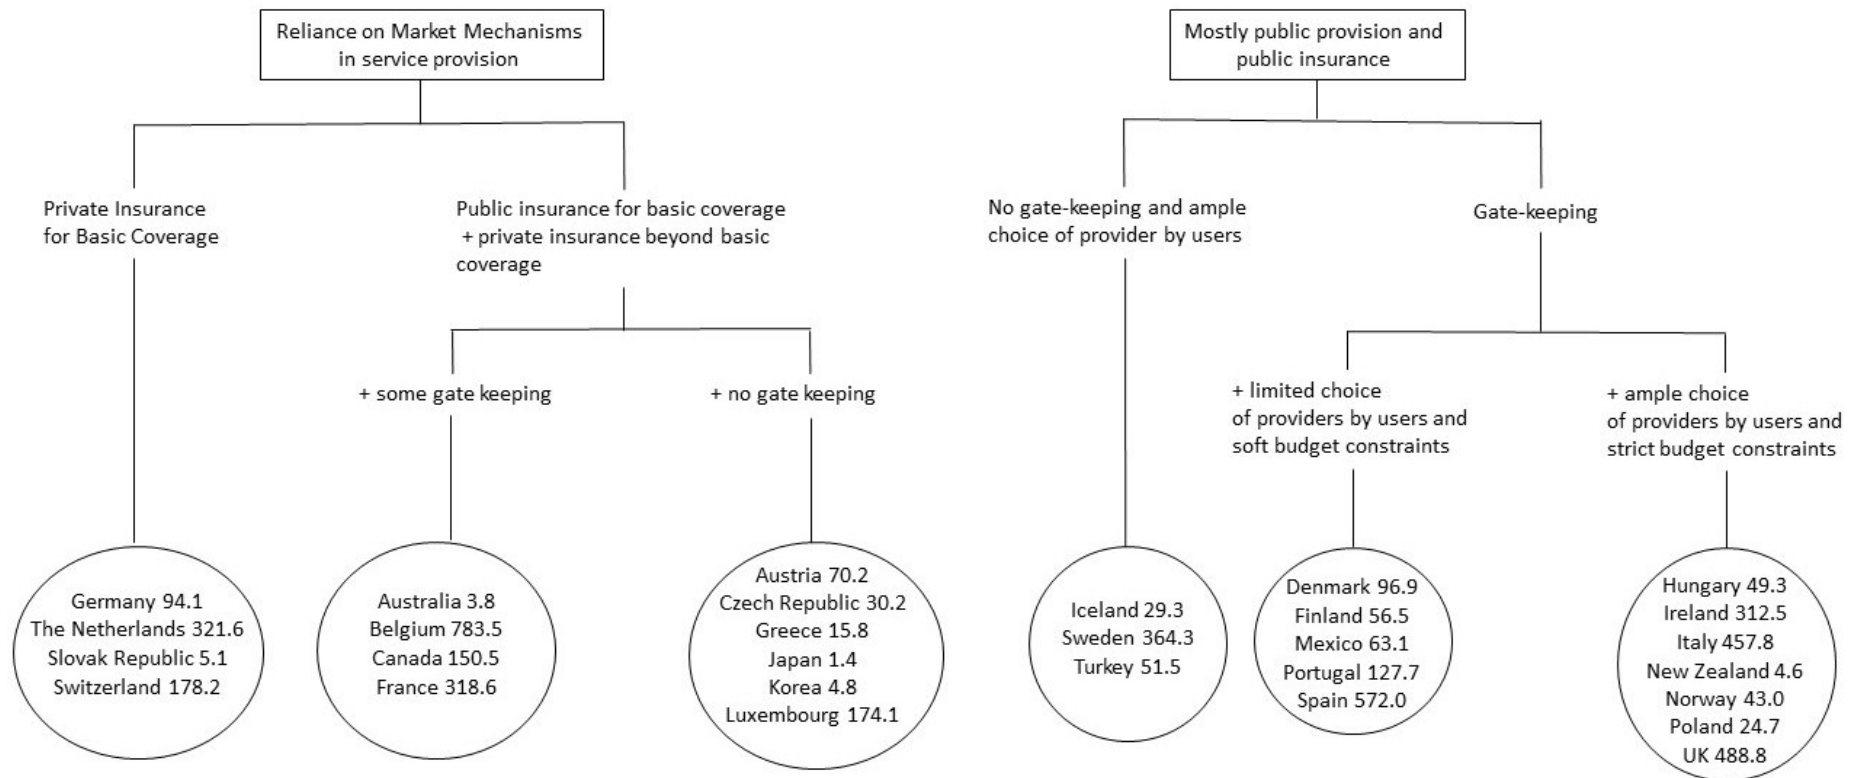 Reliance on Market Mechanisms
in service provision
Private Insurance
for Basic Coverage
Public insurance for basic coverage
+ private insurance beyond basic
coverage
+ some gate keeping
+ no gate keeping
Germany 94.1
The Netherlands 321.6
Slovak Republic 5.1
Switzerland 178.2
Australia 3.8
Belgium 783.5
Canada 150.5
France 318.6
Austria 70.2
Czech Republic 30.2
Greece 15.8
Japan 1.4
Korea 4.8
Luxembourg 174.1
Mostly public provision and
public insurance
No gate-keeping and ample
choice of provider by users
Gate-keeping
+ limited choice
of providers by users and
soft budget constraints
+ ample choice
of providers by users and
strict budget constraints
Iceland 29.3
Sweden 364.3
Turkey 51.5
Denmark 96.9
Finland 56.5
Mexico 63.1
Portugal 127.7
Spain 572.0
Hungary 49.3
Ireland 312.5
Italy 457.8
New Zealand 4.6
Norway 43.0
Poland 24.7
UK 488.8